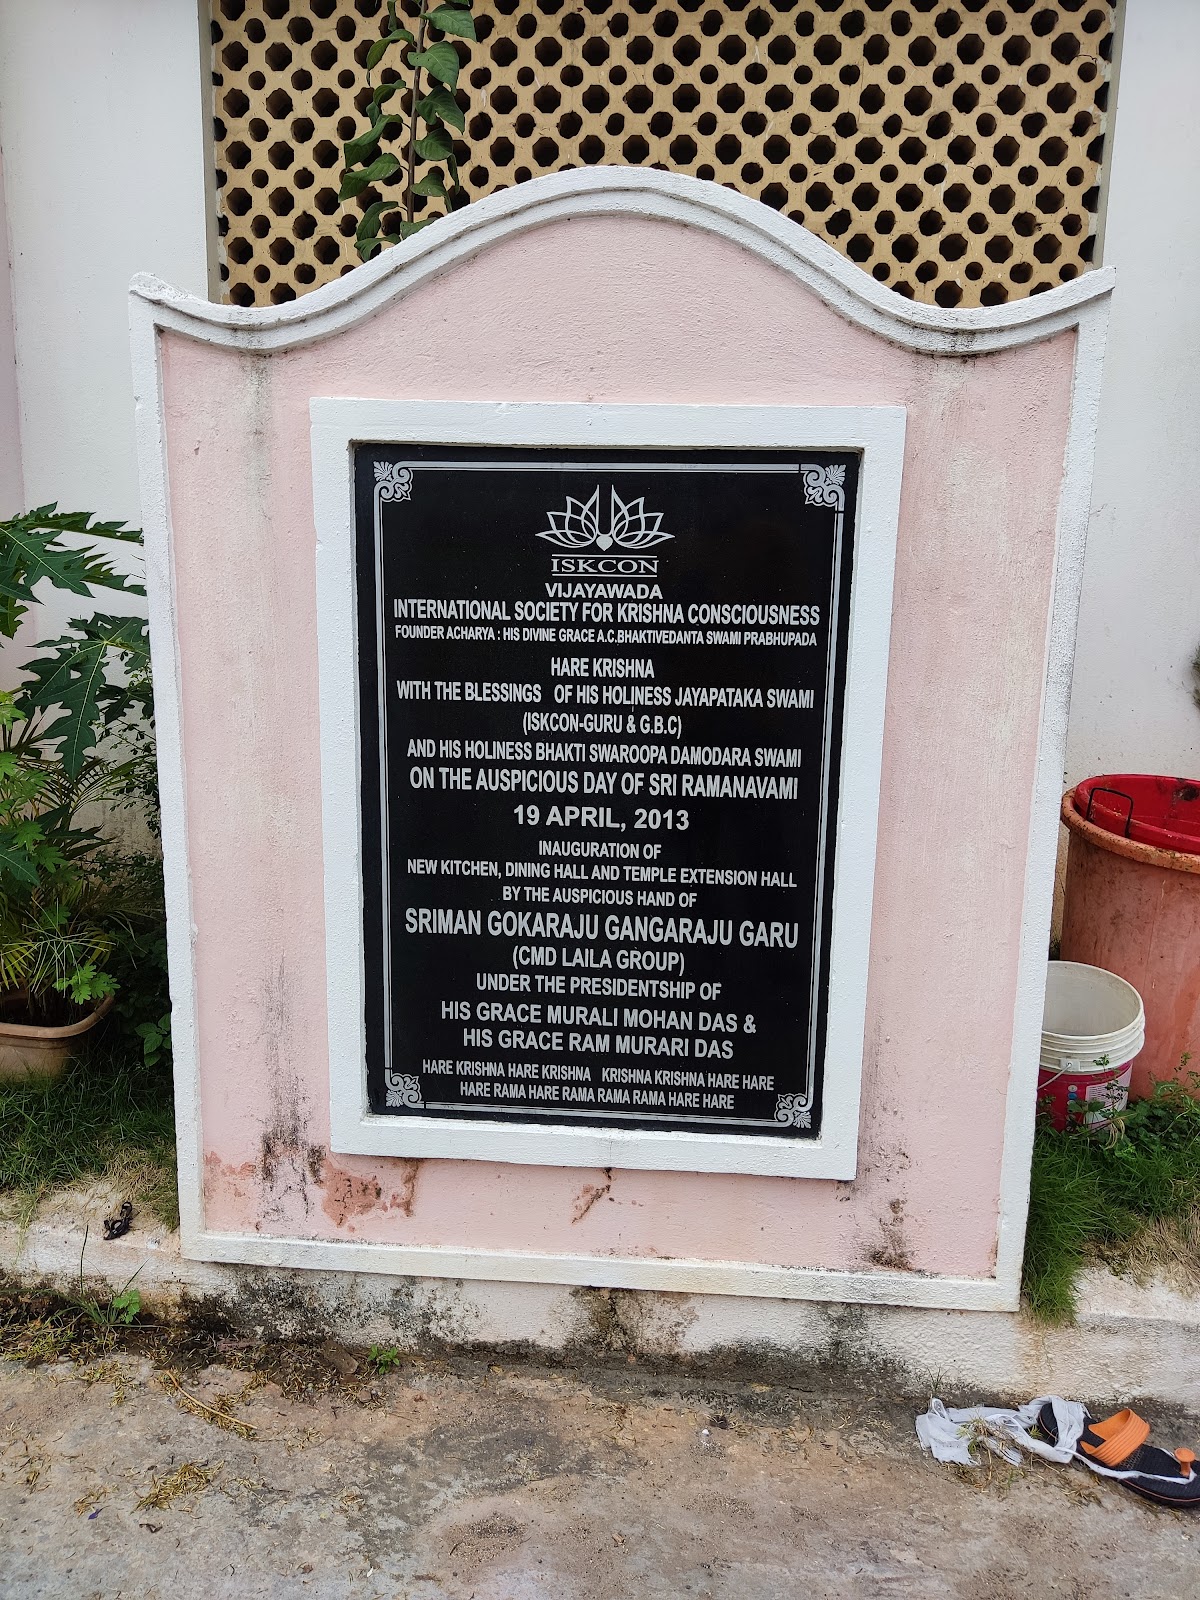 ISKCON
VIJAYAWADA
INTERNATIONAL SOCIETY FOR KRISHNA CONSCIOUSNESS
FOUNDER ACHARYA : HIS DIVINE GRACE A.C.BHAKTIVEDANTA SWAMI PRABHUPADA
HARE KRISHNA
WITH THE BLESSINGS OF HIS HOLINESS JAYAPATAKA SWAMI
(ISKCON-GURU & G.B.C)
AND HIS HOLINESS BHAKTI SWAROOPA DAMODARA SWAMI
ON THE AUSPICIOUS DAY OF SRI RAMANAVAMI
19 APRIL, 2013
INAUGURATION OF
NEW KITCHEN, DINING HALL AND TEMPLE EXTENSION HALL
BY THE AUSPICIOUS HAND OF
SRIMAN GOKARAJU GANGARAJU GARU
(CMD LAILA GROUP)
UNDER THE PRESIDENTSHIP OF
HIS GRACE MURALI MOHAN DAS &
HIS GRACE RAM MURARI DAS
HARE KRISHNA HARE KRISHNA KRISHNA KRISHNA HARE HARE
HARE RAMA HARE RAMA RAMA RAMA HARE HARE